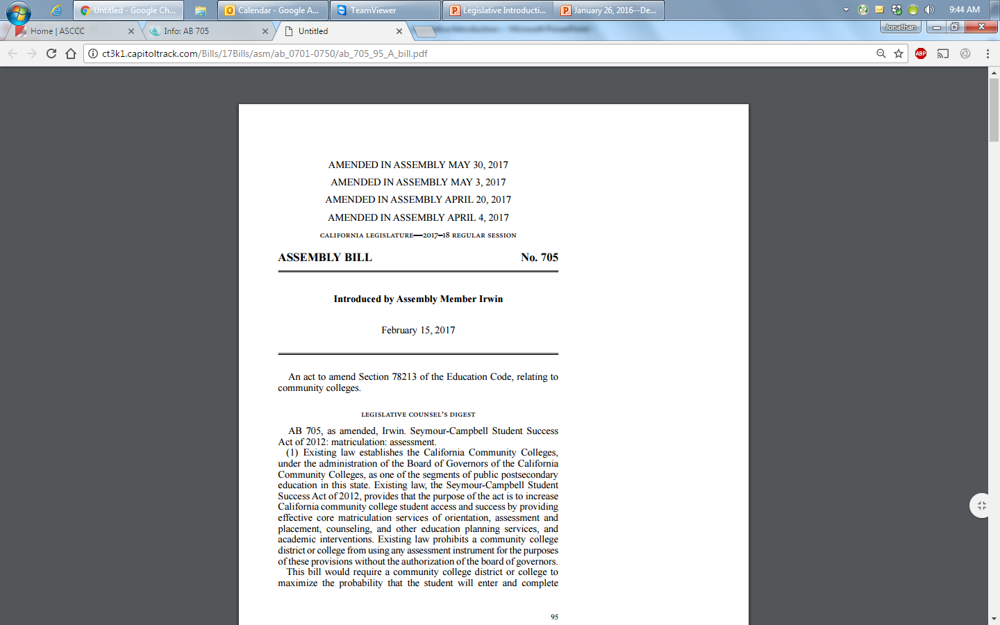 Untitled - Google Ch...
Calendar - Google A...
TeamViewer
Legislative Introducti...
January 26, 2016--De...
9:44 AM
Home | ASCCC
Info: AB 705
Untitled
Jonathan
ct3k1.capitoltrack.com/Bills/17Bills/asm/ab_0701-0750/ab_705_95_A_bill.pdf
ABP
AMENDED IN ASSEMBLY MAY 30, 2017
AMENDED IN ASSEMBLY MAY 3, 2017
AMENDED IN ASSEMBLY APRIL 20, 2017
AMENDED IN ASSEMBLY APRIL 4, 2017
CALIFORNIA LEGISLATURE—2017–18 REGULAR SESSION
ASSEMBLY BILL No. 705
Introduced by Assembly Member Irwin
February 15, 2017
An act to amend Section 78213 of the Education Code, relating to
community colleges.
LEGISLATIVE COUNSEL'S DIGEST
AB 705, as amended, Irwin. Seymour-Campbell Student Success
Act of 2012: matriculation: assessment.
(1) Existing law establishes the California Community Colleges,
under the administration of the Board of Governors of the California
Community Colleges, as one of the segments of public postsecondary
education in this state. Existing law, the Seymour-Campbell Student
Success Act of 2012, provides that the purpose of the act is to increase
California community college student access and success by providing
effective core matriculation services of orientation, assessment and
placement, counseling, and other education planning services, and
academic interventions. Existing law prohibits a community college
district or college from using any assessment instrument for the purposes
of these provisions without the authorization of the board of governors.
This bill would require a community college district or college to
maximize the probability that the student will enter and complete
95